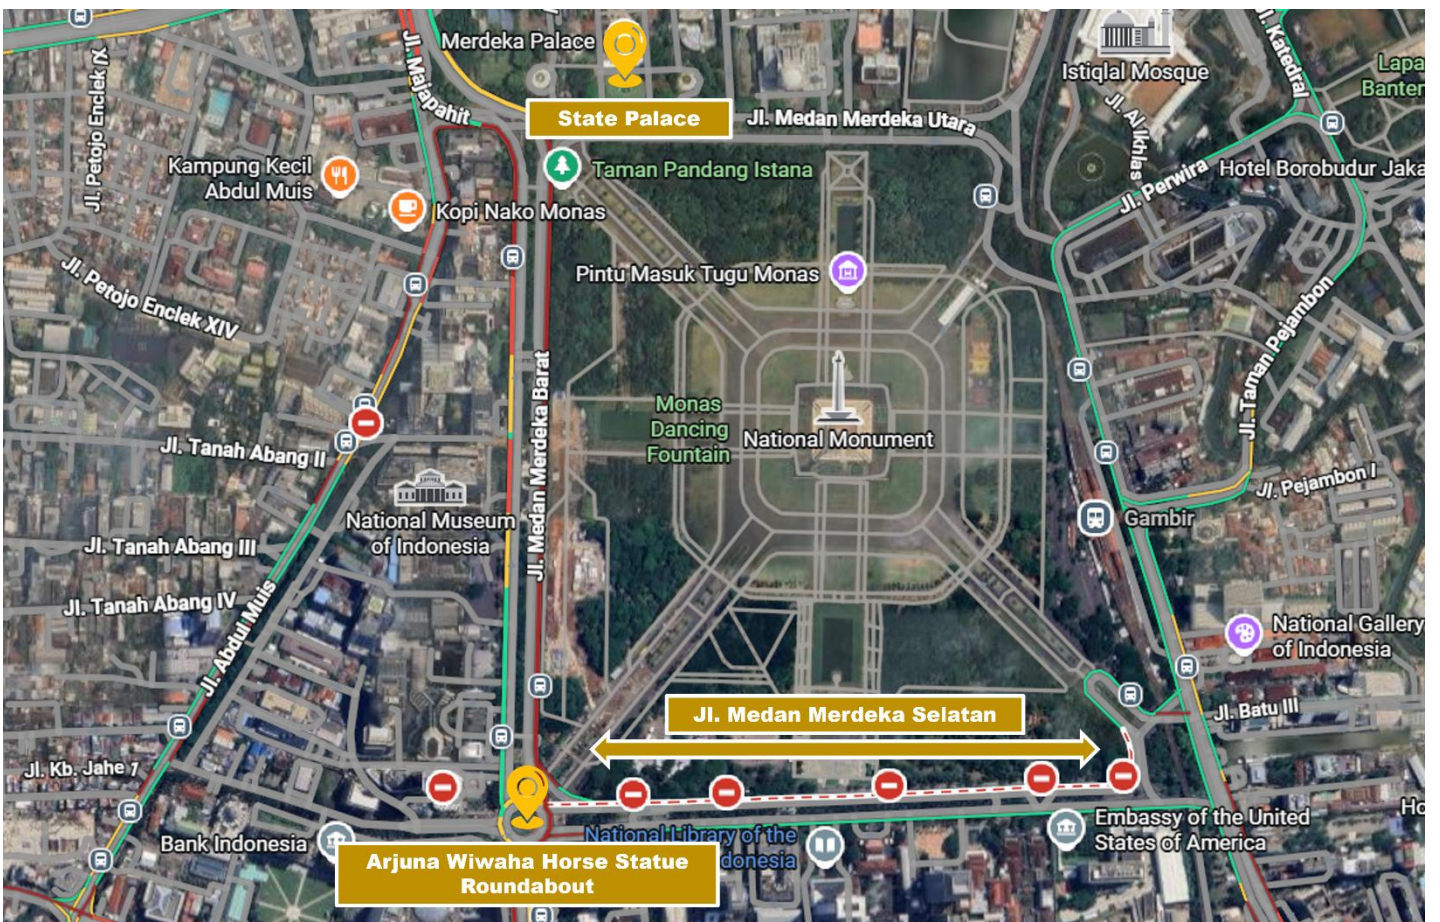 Merdeka Palace
Istiqlal Mosque
Jl. Katedral
Lapa
Banter
Jl. Petojo Enclek IX
Jl. Majapahit
State Palace
Jl. Medan Merdeka Utara
Jl. Al Ikhlas
Kampung Kecil
Abdul Muis
Taman Pandang Istana
Jl. Perwira
Hotel Borobudur Jaka
Kopi Nako Monas
Jl. Petojo Enclek XIV
Pintu Masuk Tugu Monas
Jl. Taman Pejambon
Jl. Medan Merdeka Barat
Monas
Dancing
Fountain
National Monument
Jl. Tanah Abang II
Jl. Pejambon I
National Museum
of Indonesia
Gambir
Jl. Tanah Abang III
Jl. Tanah Abang IV
Jl. Abdul Muis
National Gallery
of Indonesia
Jl. Medan Merdeka Selatan
Jl. Batu III
Jl. Kb. Jahe 1
Ho
Bank Indonesia
National Library of the
donesia
Embassy of the United
States of America
Arjuna Wiwaha Horse Statue
Roundabout